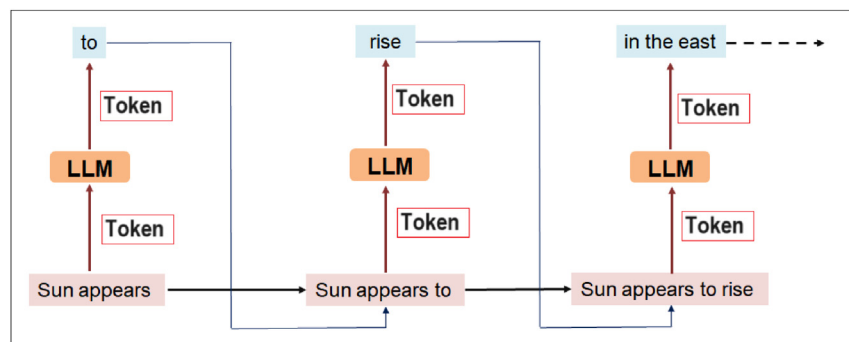 to
rise
in the east
Token
Token
Token
LLM
LLM
LLM
Token
Token
Token
Sun appears
Sun appears to
Sun appears to rise